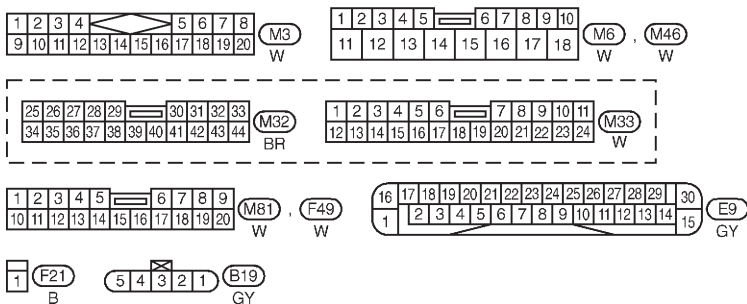 1 2 3 4 5 6 7 8
9 10 11 12 13 14 15 16 17 18 19 20
M3
W
1 2 3 4 5 6 7 8 9 10
11 12 13 14 15 16 17 18
M6 , M46
W W
25 26 27 28 29 30 31 32 33
34 35 36 37 38 39 40 41 42 43 44
M32
BR
1 2 3 4 5 6 7 8 9 10 11
12 13 14 15 16 17 18 19 20 21 22 23 24
M33
W
1 2 3 4 5 6 7 8 9
10 11 12 13 14 15 16 17 18 19 20
M81 , F49
W W
16 17 18 19 20 21 22 23 24 25 26 27 28 29 30
1 2 3 4 5 6 7 8 9 10 11 12 13 14 15
E9
GY
1
F21
B
5 4 3 2 1
B19
GY